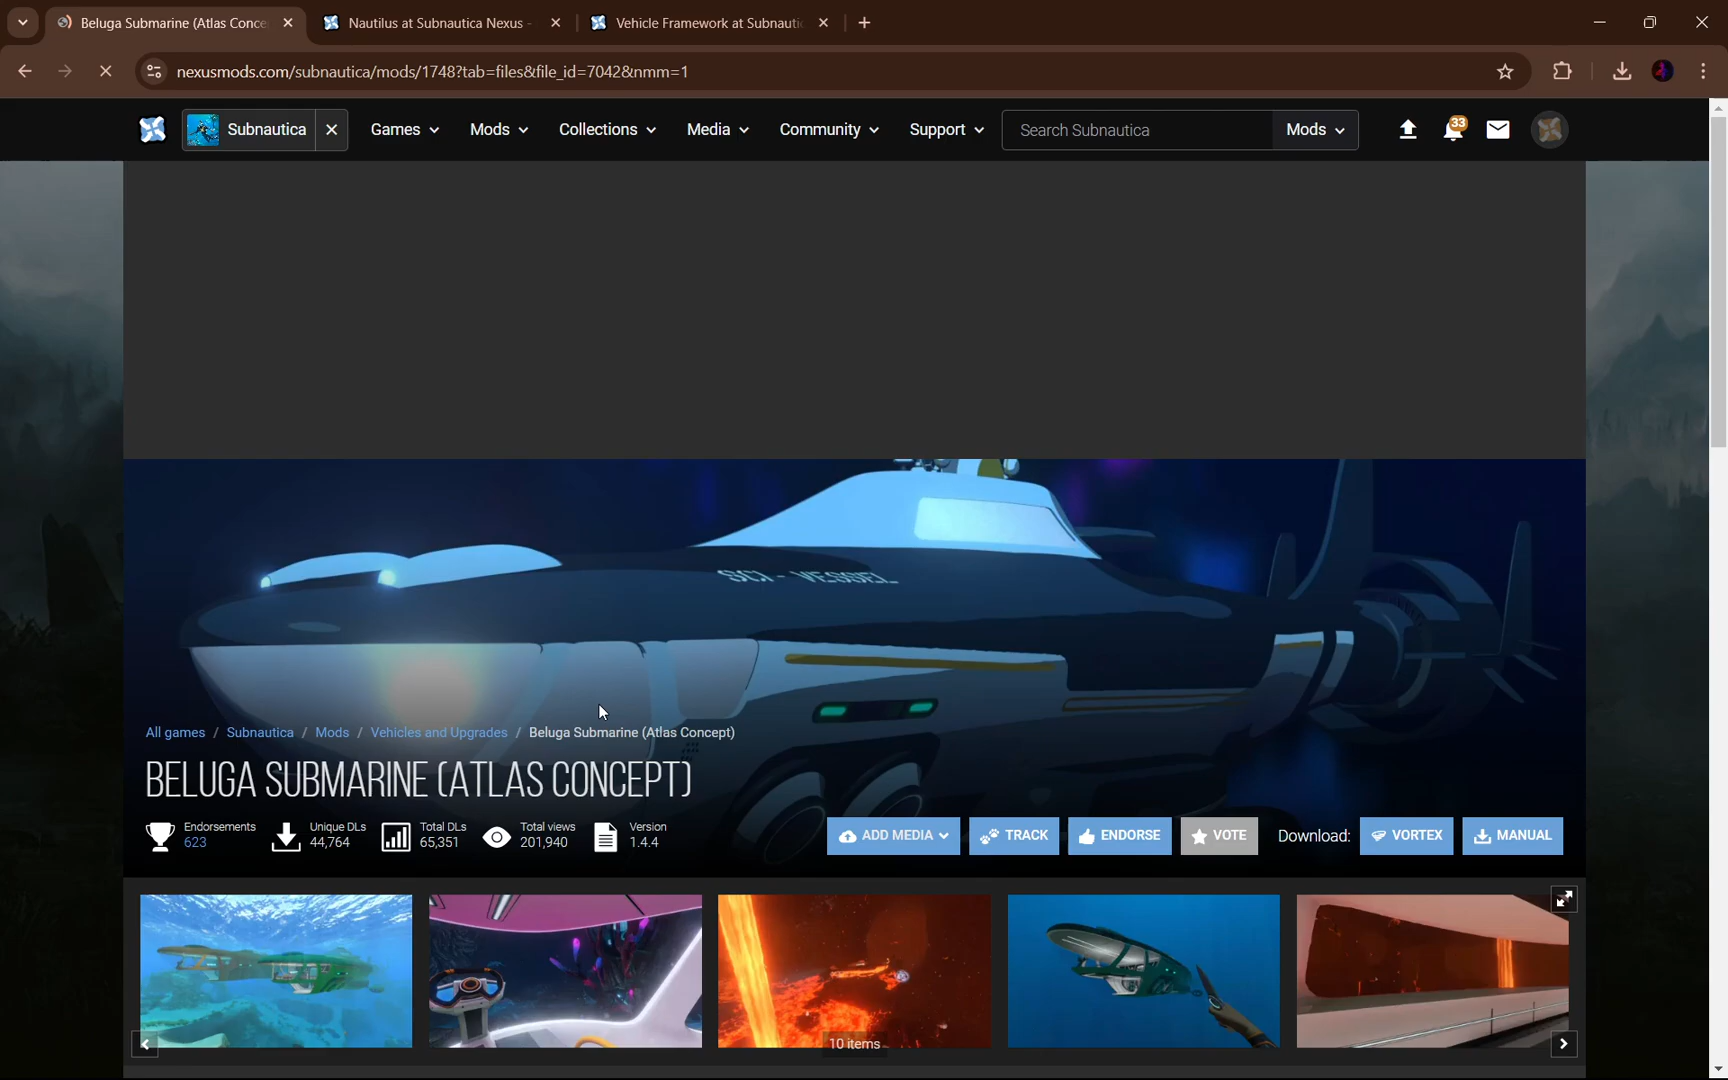 Beluga Submarine (Atlas Conce
Nautilus at Subnautica Nexus -
Vehicle Framework at Subnauti
nexusmods.com/subnautica/mods/1748?tab=files&file_id=7042&nmm=1
Subnautica
Games
Mods
Collections
Media
Community
Support
Search Subnautica
Mods
33
SCI - VESSEL
All games / Subnautica / Mods / Vehicles and Upgrades / Beluga Submarine (Atlas Concept)
BELUGA SUBMARINE (ATLAS CONCEPT)
Endorsements
623
Unique DLs
44,764
Total DLs
65,351
Total views
201,940
Version
1.4.4
ADD MEDIA
TRACK
ENDORSE
VOTE
Download:
VORTEX
MANUAL
10 items